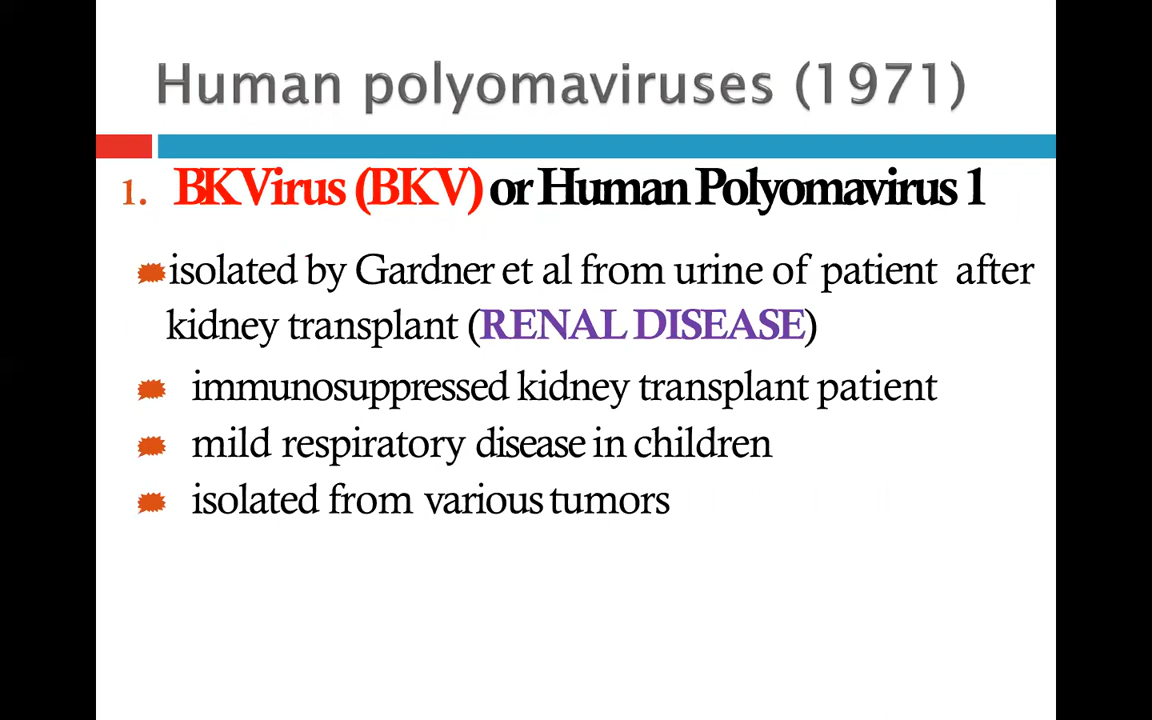 Human polyomaviruses (1971)
1. BK Virus (BKV) or Human Polyomavirus 1
isolated by Gardner et al from urine of patient after
kidney transplant (RENAL DISEASE)
immunosuppressed kidney transplant patient
mild respiratory disease in children
isolated from various tumors